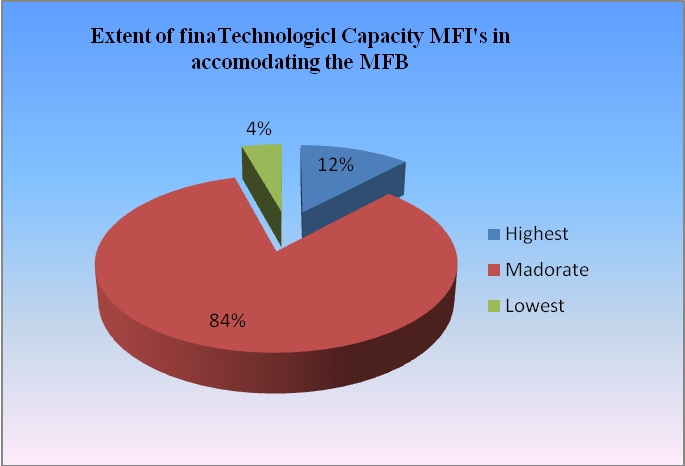 Extent of finaTechnologicl Capacity MFI's in
accomodating the MFB
4%
12%
84%
Highest
Madorate
Lowest